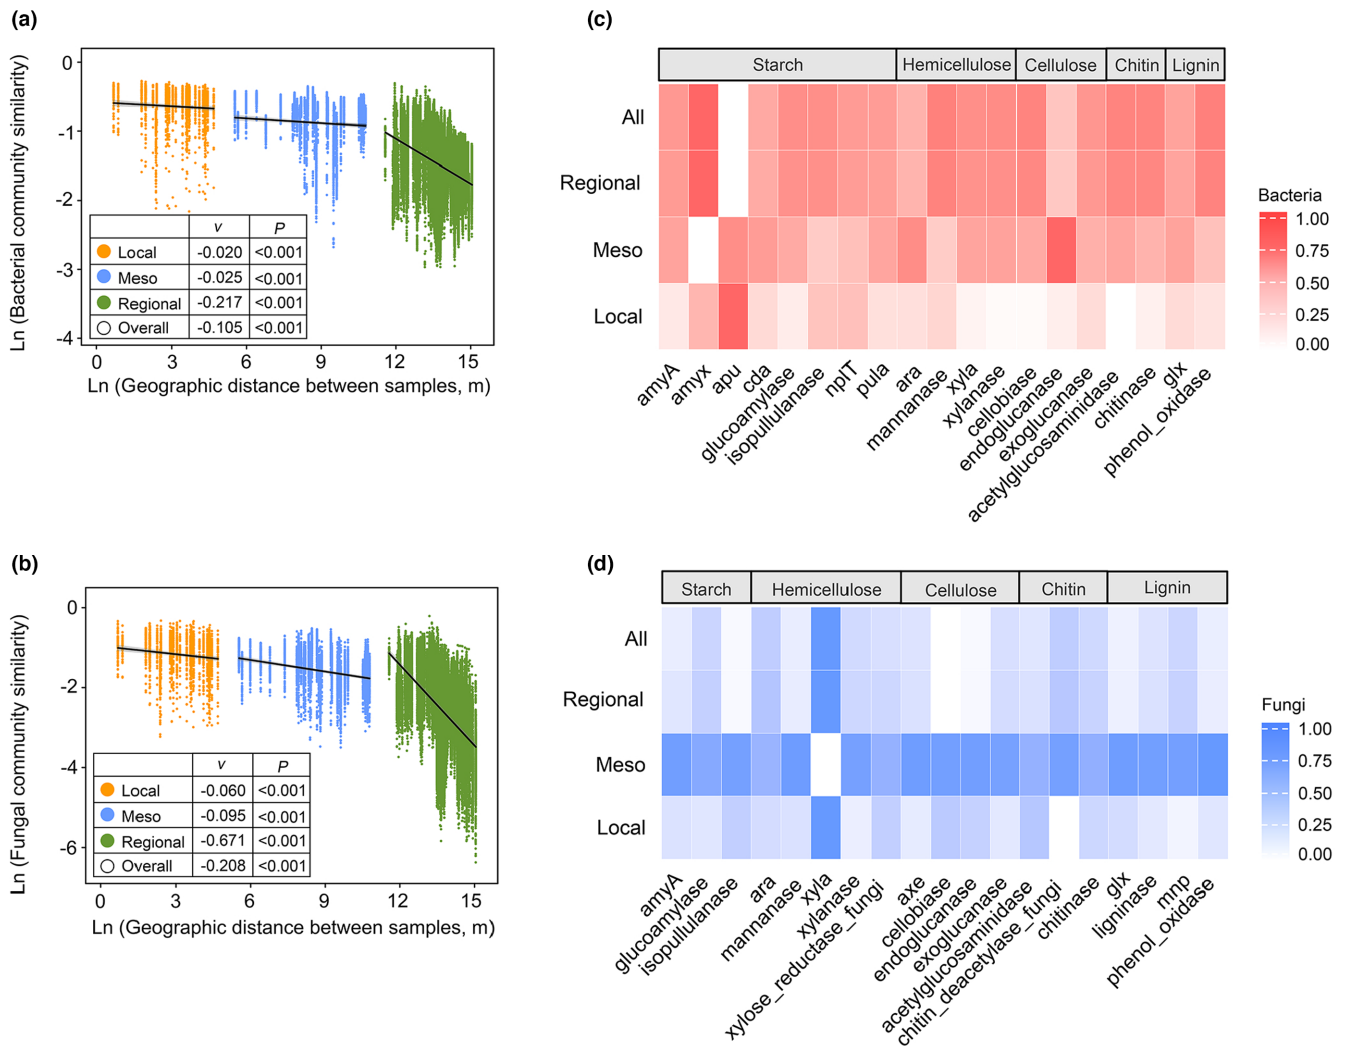 (a)
Ln (Bacterial community similarity)
0
-1
-2
-3
-4
v P
Local -0.020 <0.001
Meso -0.025 <0.001
Regional -0.217 <0.001
Overall -0.105 <0.001
0 3 6 9 12 15
Ln (Geographic distance between samples, m)
(c)
Starch Hemicellulose Cellulose Chitin Lignin
All
Regional
Meso
Local
amyA
amyx
apu
cda
glucoamylase
isopullulanase
nplT
pula
ara
mannanase
xyla
xylanase
cellobiase
endoglucanase
exoglucanase
acetylglucosaminidase
chitinase
glx
phenol_oxidase
Bacteria
1.00
0.75
0.50
0.25
0.00
(b)
Ln (Fungal community similarity)
0
-2
-4
-6
v P
Local -0.060 <0.001
Meso -0.095 <0.001
Regional -0.671 <0.001
Overall -0.208 <0.001
0 3 6 9 12 15
Ln (Geographic distance between samples, m)
(d)
Starch Hemicellulose Cellulose Chitin Lignin
All
Regional
Meso
Local
amyA
glucoamylase
isopullulanase
ara
mannanase
xyla
xylanase
xylose_reductase_fungi
axe
cellobiase
endoglucanase
exoglucanase
acetylglucosaminidase
chitin_deacetylase_fungi
chitinase
glx
ligninase
mnp
phenol_oxidase
Fungi
1.00
0.75
0.50
0.25
0.00